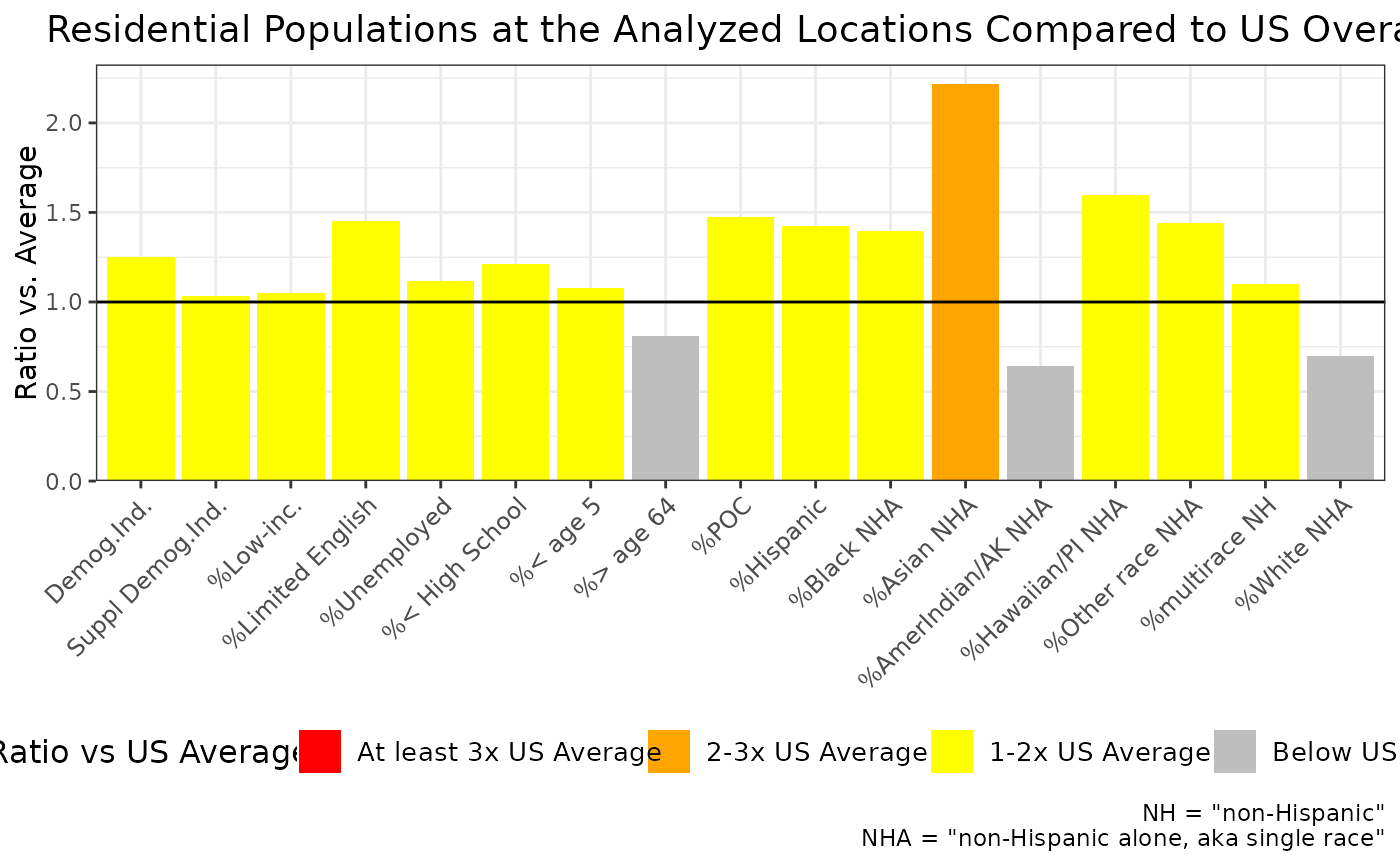 Residential Populations at the Analyzed Locations Compared to US
Ratio vs. Average
2.0
1.5
1.0
0.5
0.0
Demog.Ind.
Suppl Demog.Ind.
%Low-inc.
%Limited English
%Unemployed
%< High School
%< age 5
%> age 64
%POC
%Hispanic
%Black NHA
%Asian NHA
%AmerIndian/AK NHA
%Hawaiian/PI NHA
%Other race NHA
%multirace NH
%White NHA
Ratio vs US Average
At least 3x US Average
2-3x US Average
1-2x US Average
Below US
NH = "non-Hispanic"
NHA = "non-Hispanic alone, aka single race"